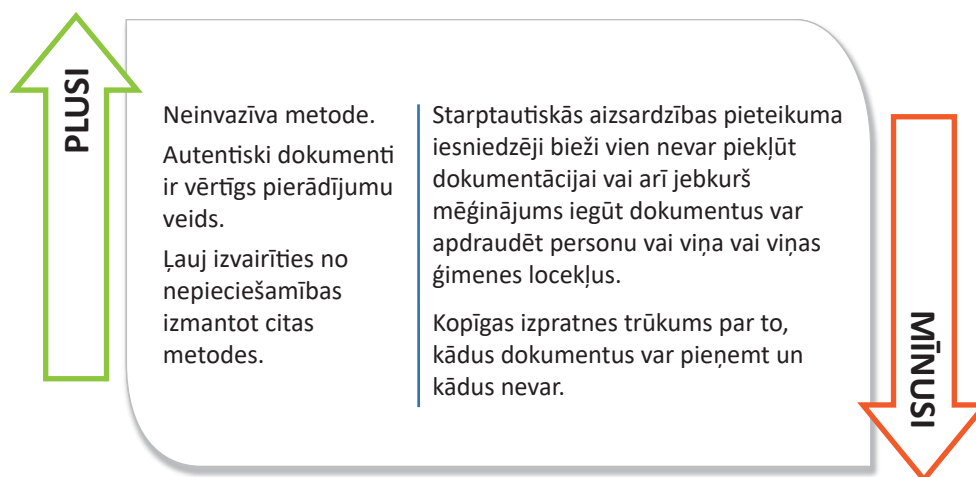 PLUSI
Neinvazīva metode.
Autentiski dokumenti
ir vērtīgs pierādījumu
veids.
Ļauj izvairīties no
nepieciešamības
izmantot citas
metodes.
Starptautiskās aizsardzības pieteikuma
iesniedzēji bieži vien nevar piekļūt
dokumentācijai vai arī jebkurš
mēģinājums iegūt dokumentus var
apdraudēt personu vai viņa vai viņas
ģimenes locekļus.
Kopīgas izpratnes trūkums par to,
kādus dokumentus var pieņemt un
kādus nevar.
MĪNUSI